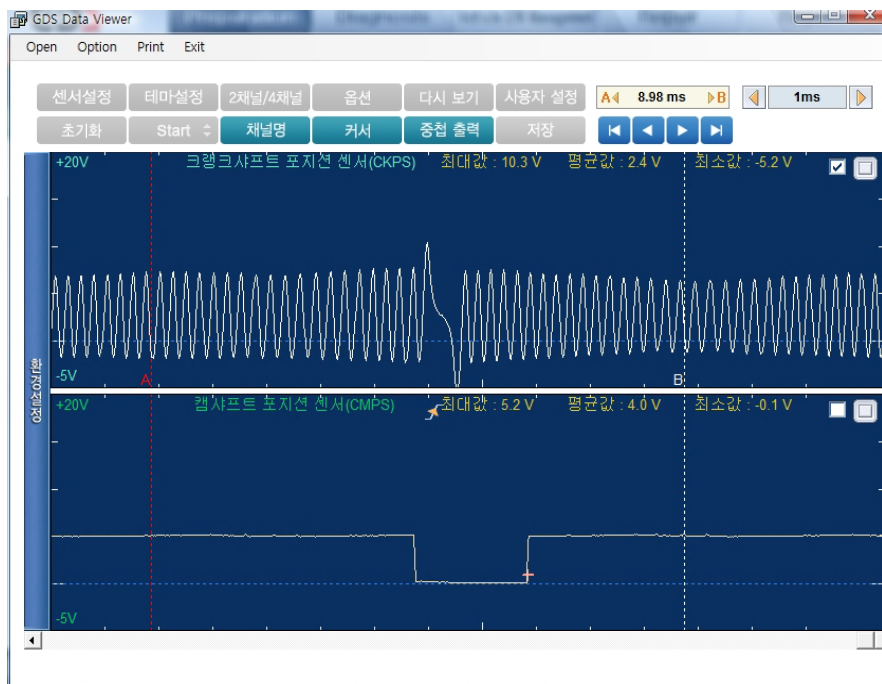 GDS Data Viewer
Open Option Print Exit
센서설정 테마설정 2채널/4채널 옵션 다시 보기 사용자 설정 A 8.98 ms B 1ms
초기화 Start 채널명 커서 중첩 출력 저장
+20V 크랭크샤프트 포지션 센서(CKPS) 최대값 : 10.3 V 평균값 : 2.4 V 최소값 : -5.2 V
환경설정
-5V A B
+20V 캠샤프트 포지션 센서(CMPS) 최대값 : 5.2 V 평균값 : 4.0 V 최소값 : -0.1 V
-5V